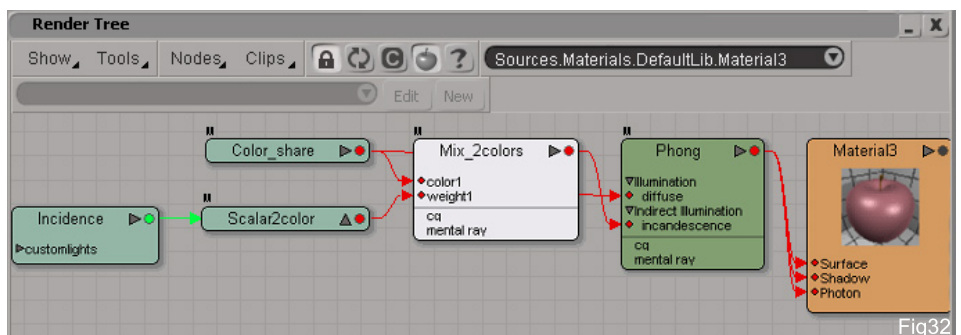 Render Tree
Show Tools Nodes Clips C ? Sources.Materials.DefaultLib.Material3
Edit New
Color_share
Mix_2colors
color1
weight1
cq
mental ray
Phong
Illumination
diffuse
Indirect Illumination
incandescence
cq
mental ray
Material3
Surface
Shadow
Photon
Incidence
customlights
Scalar2color
Fig32